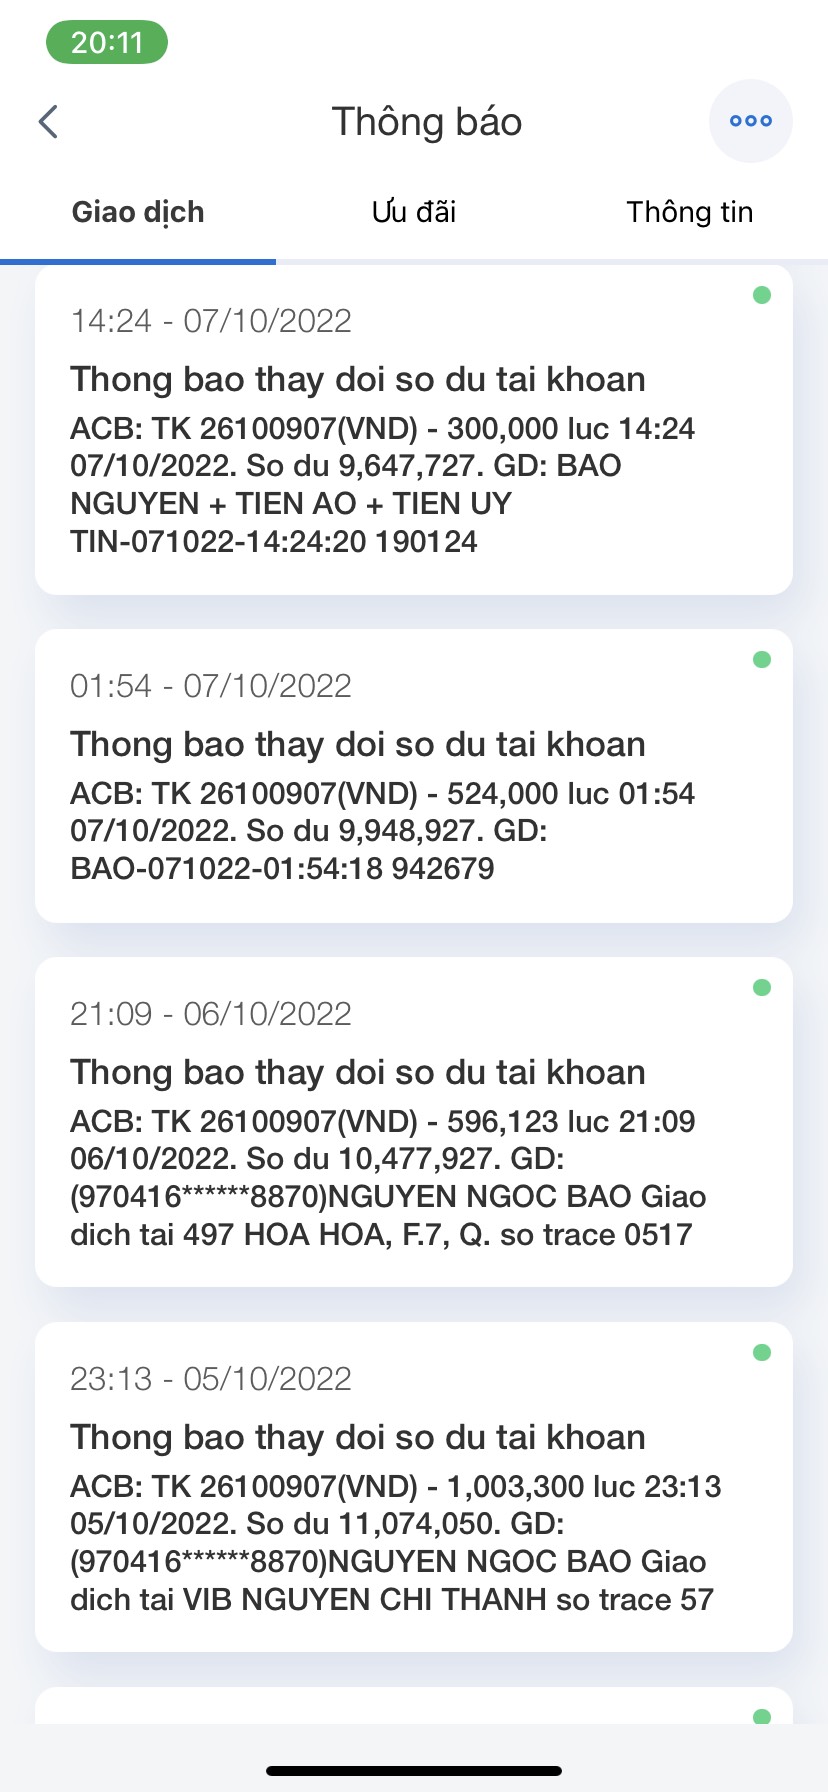 20:11
Thông báo
Giao dịch
Ưu đãi
Thông tin
14:24 - 07/10/2022
Thong bao thay doi so du tai khoan
ACB: TK 26100907(VND) - 300,000 luc 14:24
07/10/2022. So du 9,647,727. GD: BAO
NGUYEN + TIEN AO + TIEN UY
TIN-071022-14:24:20 190124
01:54 - 07/10/2022
Thong bao thay doi so du tai khoan
ACB: TK 26100907(VND) - 524,000 luc 01:54
07/10/2022. So du 9,948,927. GD:
BAO-071022-01:54:18 942679
21:09 - 06/10/2022
Thong bao thay doi so du tai khoan
ACB: TK 26100907(VND) - 596,123 luc 21:09
06/10/2022. So du 10,477,927. GD:
(970416******8870)NGUYEN NGOC BAO Giao
dich tai 497 HOA HOA, F.7, Q. so trace 0517
23:13 - 05/10/2022
Thong bao thay doi so du tai khoan
ACB: TK 26100907(VND) - 1,003,300 luc 23:13
05/10/2022. So du 11,074,050. GD:
(970416******8870)NGUYEN NGOC BAO Giao
dich tai VIB NGUYEN CHI THANH so trace 57